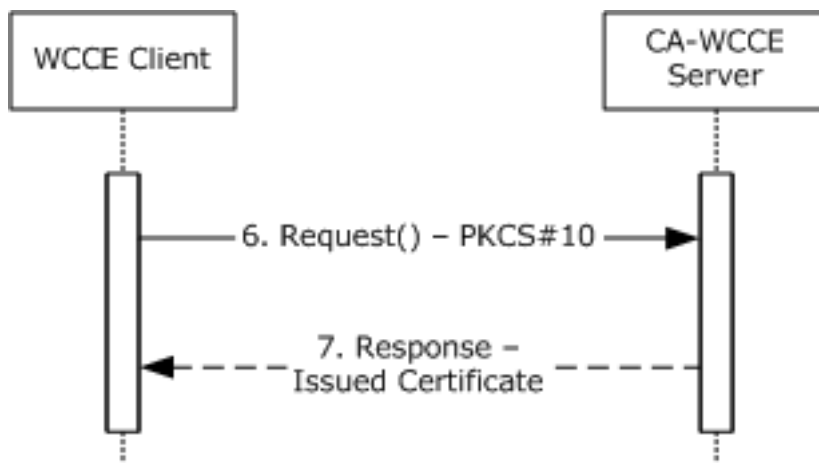 WCCE Client
CA-WCCE
Server
6. Request() – PKCS#10
7. Response –
Issued Certificate